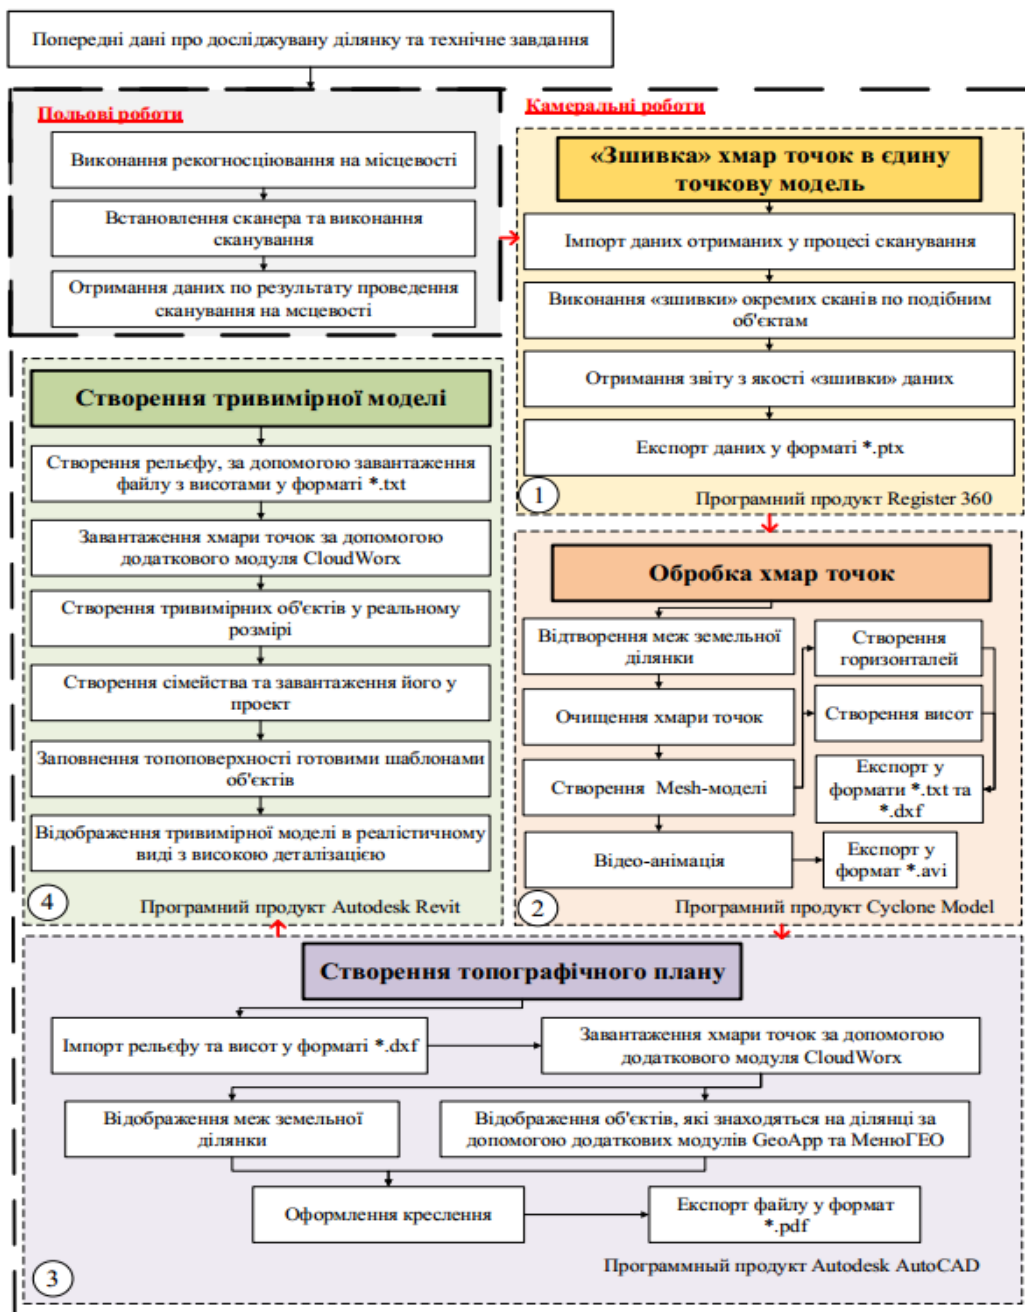 Попередні дані про досліджувану ділянку та технічне завдання
Польові роботи
Виконання рекогносціювання на місцевості
Встановлення сканера та виконання
сканування
Отримання даних по результату проведення
сканування на мсцевості
Камеральні роботи
«Зшивка» хмар точок в єдину
точкову модель
Імпорт даних отриманих у процесі сканування
Виконання «зшивки» окремих сканів по подібним
об'єктам
Отримання звіту з якості «зшивки» даних
Експорт даних у форматі *.ptx
1
Програмний продукт Register 360
Обробка хмар точок
Відтворення меж земельної
ділянки
Очищення хмари точок
Створення Mesh-моделі
Відео-анімація
Створення
горизонталей
Створення висот
Експорт у
формати *.txt та
*.dxf
Експорт у
формат *.avi
2
Програмний продукт Cyclone Model
Створення топографічного плану
Імпорт рельєфу та висот у форматі *.dxf
Завантаження хмари точок за допомогою
додаткового модуля CloudWorx
Відображення меж земельної
ділянки
Відображення об'єктів, які знаходяться на ділянці за
допомогою додаткових модулів GeoApp та МенюГЕО
Оформлення креслення
Експорт файлу у формат
*.pdf
3
Программный продукт Autodesk AutoCAD
Створення тривимірної моделі
Створення рельєфу, за допомогою завантаження
файлу з висотами у форматі *.txt
Завантаження хмари точок за допомогою
додаткового модуля CloudWorx
Створення тривимірних об'єктів у реальному
розмірі
Створення сімейства та завантаження його у
проект
Заповнення топоповерхності готовими шаблонами
об'єктів
Відображення тривимірної моделі в реалістичному
виді з високою деталізацією
4
Програмний продукт Autodesk Revit